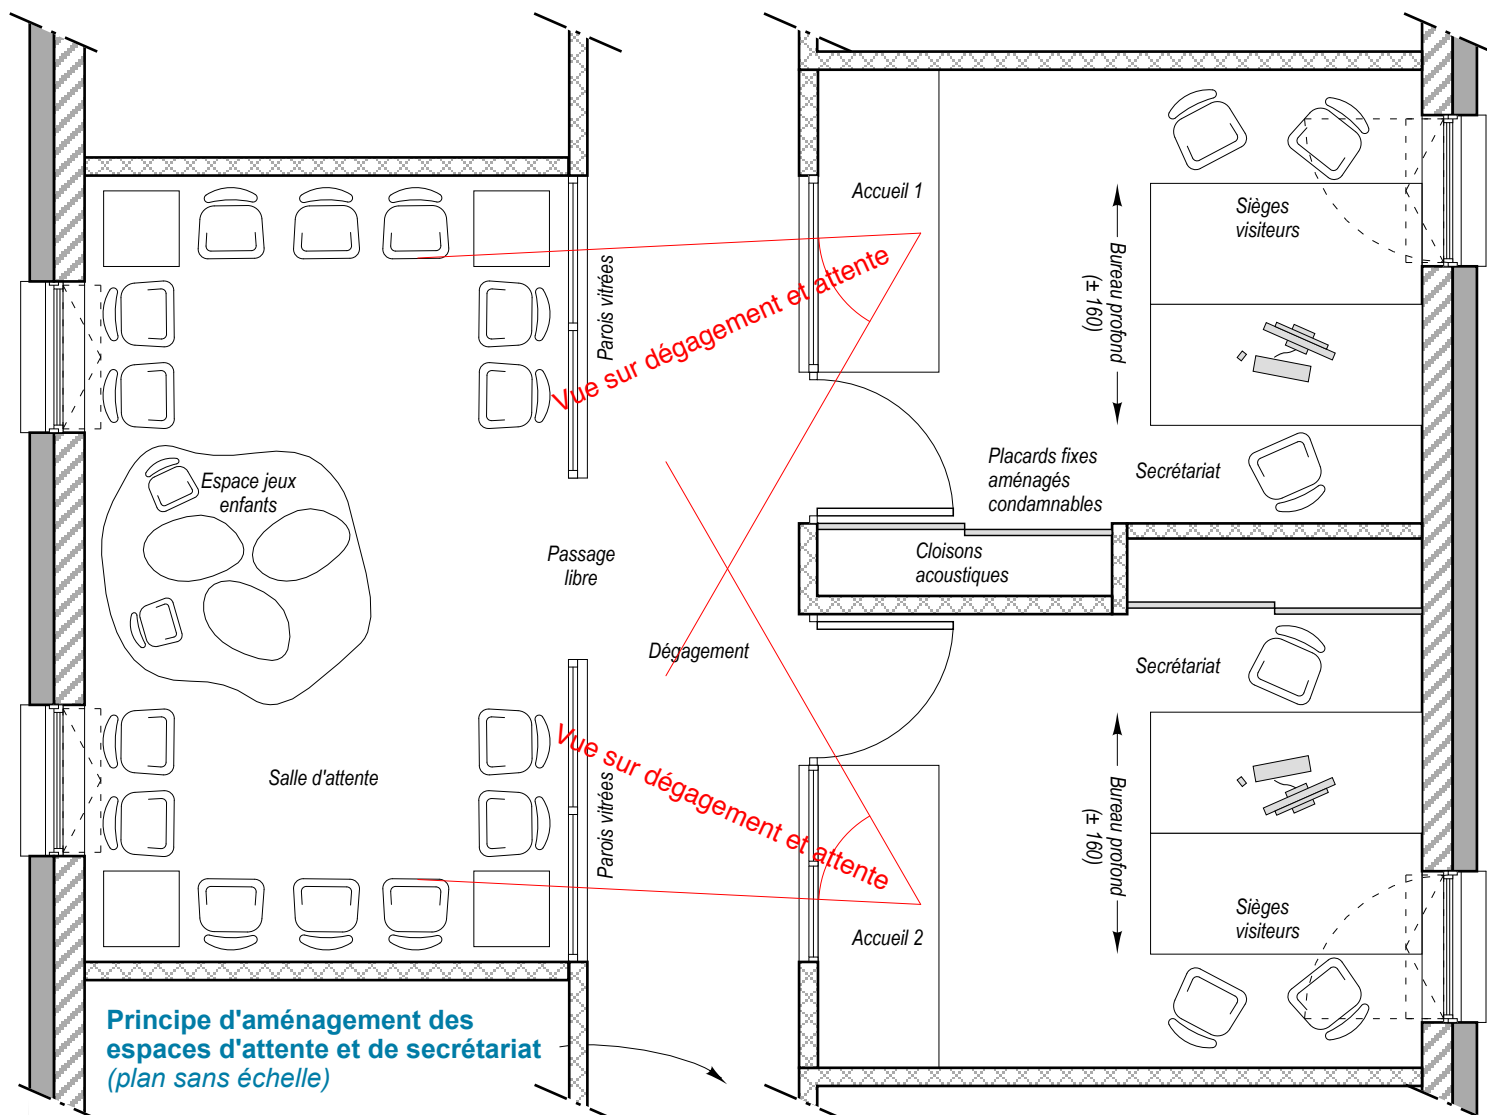 Accueil 1
Sièges
visiteurs
Parois vitrées
Vue sur dégagement et attente
Bureau profond
(± 160)
Espace jeux
enfants
Placards fixes
aménagés
condamnables
Secrétariat
Passage
libre
Cloisons
acoustiques
Dégagement
Secrétariat
Salle d'attente
Parois vitrées
Vue sur dégagement et attente
Bureau profond
(± 160)
Accueil 2
Sièges
visiteurs
Principe d'aménagement des
espaces d'attente et de secrétariat
(plan sans échelle)